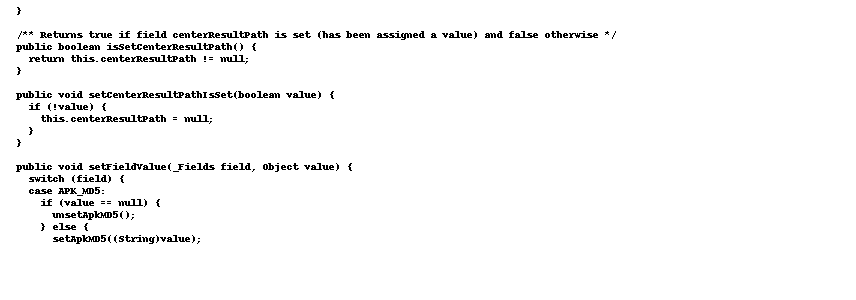 }
/** Returns true if field centerResultPath is set (has been assigned a value) and false otherwise */
public boolean isSetCenterResultPath() {
return this.centerResultPath != null;
}
public void setCenterResultPathIsSet(boolean value) {
if (!value) {
this.centerResultPath = null;
}
}
public void setFieldValue(_Fields field, Object value) {
switch (field) {
case APK_MD5:
if (value == null) {
unsetApkMD5();
} else {
setApkMD5((String)value);